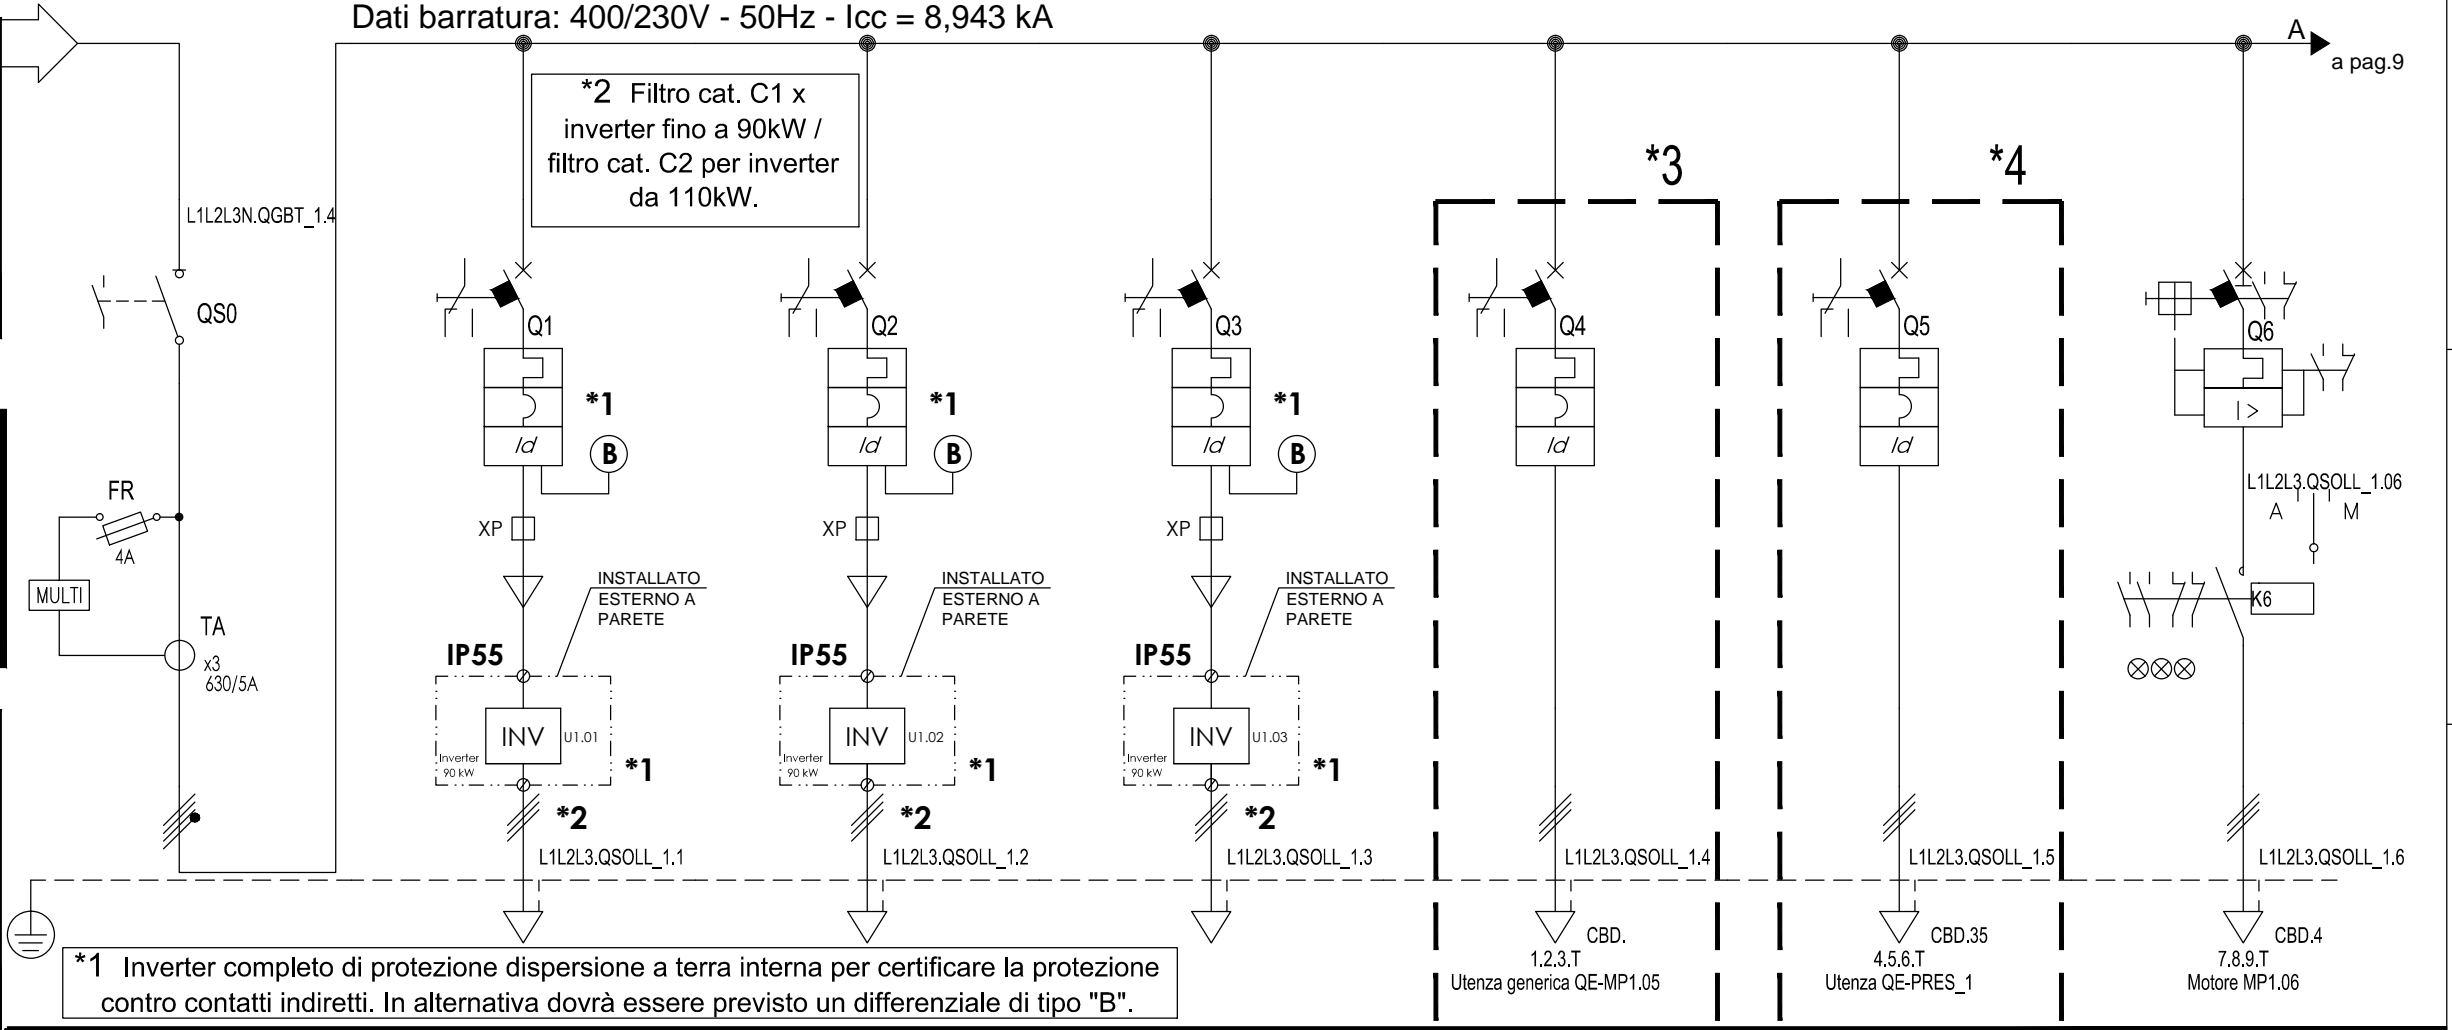 Dati barratura: 400/230V - 50Hz - Icc = 8,943 kA
A
a pag.9
*2 Filtro cat. C1 x
inverter fino a 90kW /
filtro cat. C2 per inverter
da 110kW.
*3
*4
L1L2L3N.QGBT_1.4
QS0
Q1
Q2
Q3
Q4
Q5
Q6
*1
*1
*1
I>
Id
Id
Id
Id
Id
B
B
B
FR
4A
MULTI
TA
x3
630/5A
L1L2L3.QSOLL_1.06
A
M
XP
XP
XP
INSTALLATO
ESTERNO A
PARETE
INSTALLATO
ESTERNO A
PARETE
INSTALLATO
ESTERNO A
PARETE
K6
IP55
IP55
IP55
INV
U1.01
Inverter
90 kW
*1
INV
U1.02
Inverter
90 kW
*1
INV
U1.03
Inverter
90 kW
*1
*2
*2
*2
L1L2L3.QSOLL_1.1
L1L2L3.QSOLL_1.2
L1L2L3.QSOLL_1.3
L1L2L3.QSOLL_1.4
L1L2L3.QSOLL_1.5
L1L2L3.QSOLL_1.6
CBD.
1.2.3.T
Utenza generica QE-MP1.05
CBD.35
4.5.6.T
Utenza QE-PRES_1
CBD.4
7.8.9.T
Motore MP1.06
*1 Inverter completo di protezione dispersione a terra interna per certificare la protezione
contro contatti indiretti. In alternativa dovrà essere previsto un differenziale di tipo "B".